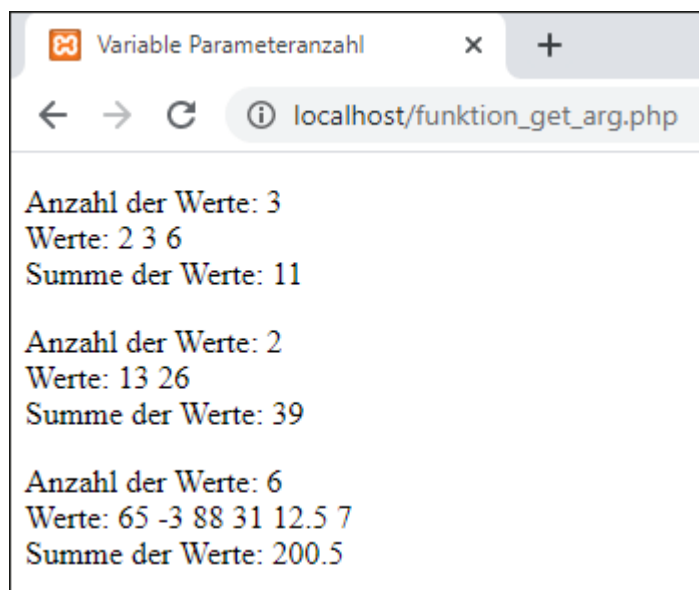 Variable Parameteranzahl
localhost/funktion_get_arg.php
Anzahl der Werte: 3
Werte: 2 3 6
Summe der Werte: 11
Anzahl der Werte: 2
Werte: 13 26
Summe der Werte: 39
Anzahl der Werte: 6
Werte: 65 -3 88 31 12.5 7
Summe der Werte: 200.5